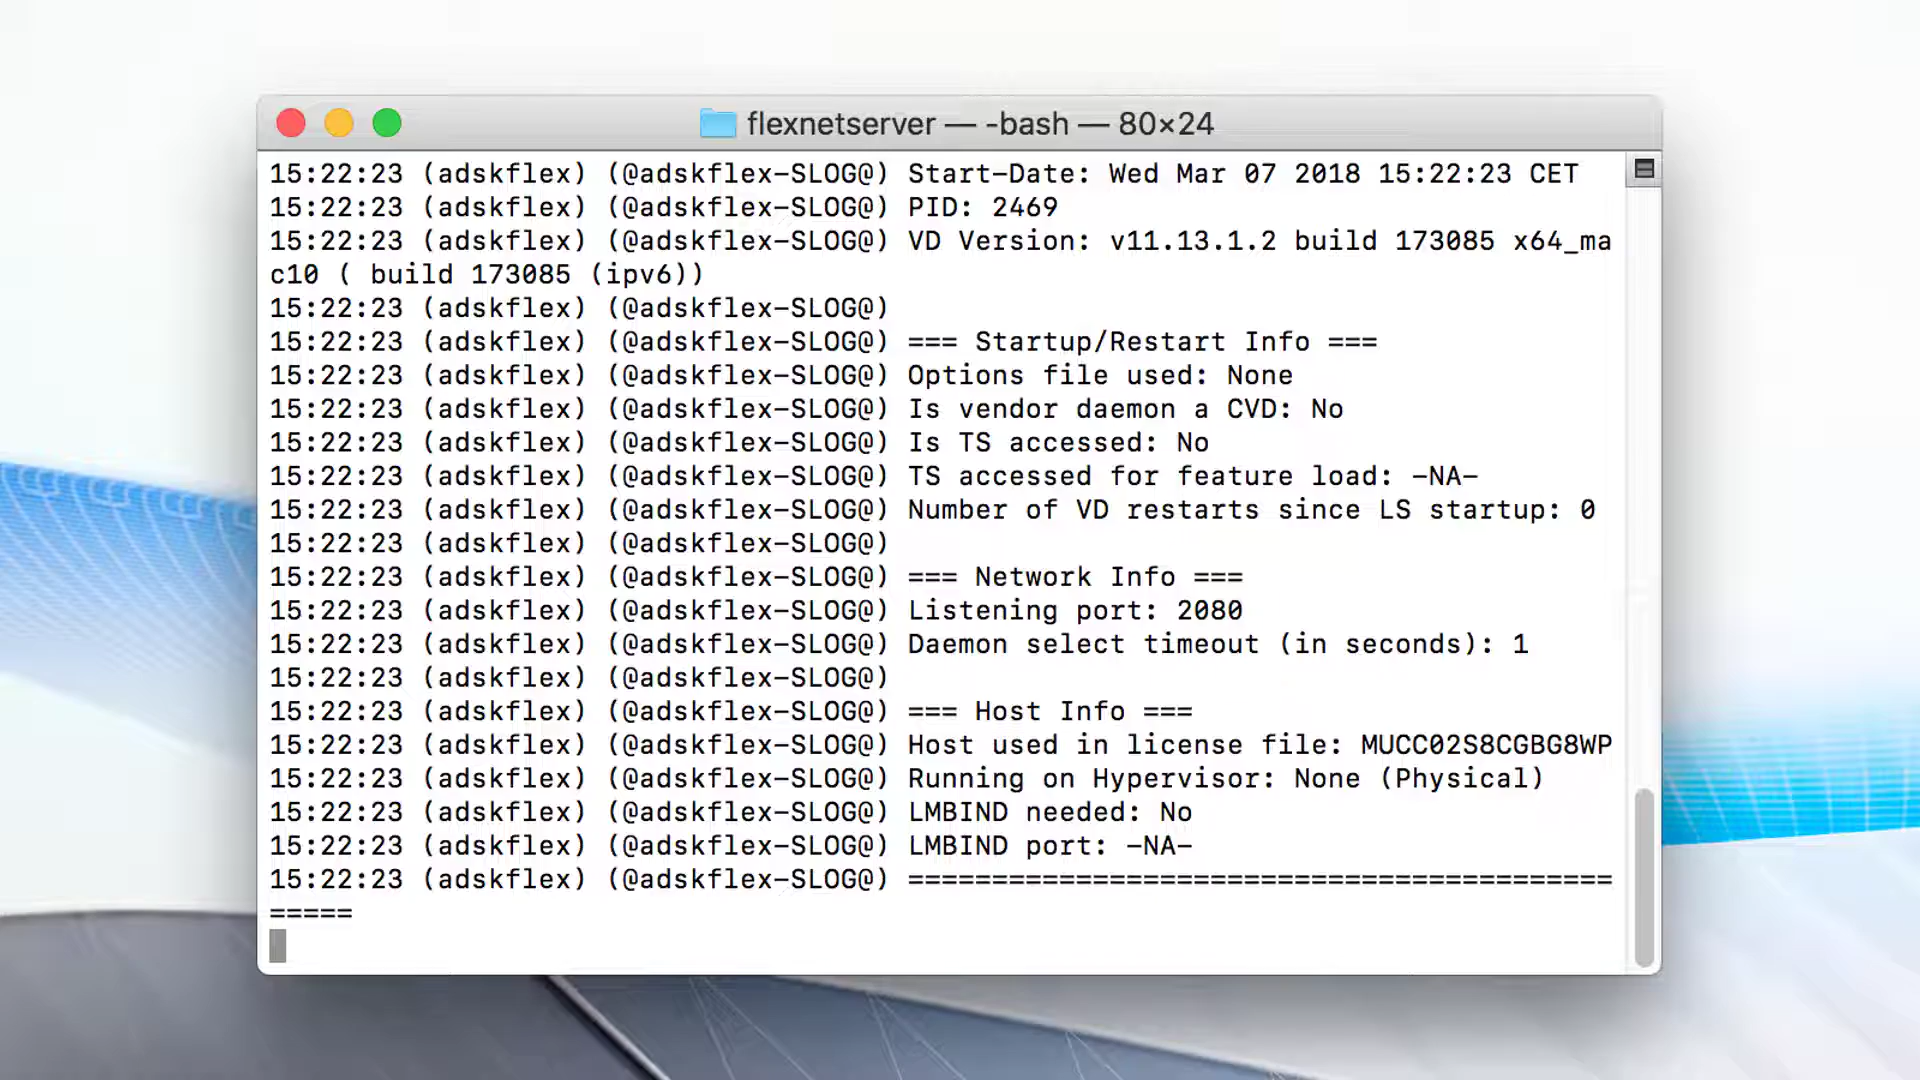 flexnetserver — -bash — 80×24
15:22:23 (adskflex) (@adskflex-SLOG@) Start-Date: Wed Mar 07 2018 15:22:23 CET
15:22:23 (adskflex) (@adskflex-SLOG@) PID: 2469
15:22:23 (adskflex) (@adskflex-SLOG@) VD Version: v11.13.1.2 build 173085 x64_ma
c10 ( build 173085 (ipv6))
15:22:23 (adskflex) (@adskflex-SLOG@)
15:22:23 (adskflex) (@adskflex-SLOG@) === Startup/Restart Info ===
15:22:23 (adskflex) (@adskflex-SLOG@) Options file used: None
15:22:23 (adskflex) (@adskflex-SLOG@) Is vendor daemon a CVD: No
15:22:23 (adskflex) (@adskflex-SLOG@) Is TS accessed: No
15:22:23 (adskflex) (@adskflex-SLOG@) TS accessed for feature load: -NA-
15:22:23 (adskflex) (@adskflex-SLOG@) Number of VD restarts since LS startup: 0
15:22:23 (adskflex) (@adskflex-SLOG@)
15:22:23 (adskflex) (@adskflex-SLOG@) === Network Info ===
15:22:23 (adskflex) (@adskflex-SLOG@) Listening port: 2080
15:22:23 (adskflex) (@adskflex-SLOG@) Daemon select timeout (in seconds): 1
15:22:23 (adskflex) (@adskflex-SLOG@)
15:22:23 (adskflex) (@adskflex-SLOG@) === Host Info ===
15:22:23 (adskflex) (@adskflex-SLOG@) Host used in license file: MUCC02S8CGBG8WP
15:22:23 (adskflex) (@adskflex-SLOG@) Running on Hypervisor: None (Physical)
15:22:23 (adskflex) (@adskflex-SLOG@) LMBIND needed: No
15:22:23 (adskflex) (@adskflex-SLOG@) LMBIND port: -NA-
15:22:23 (adskflex) (@adskflex-SLOG@) ==========================================
=====